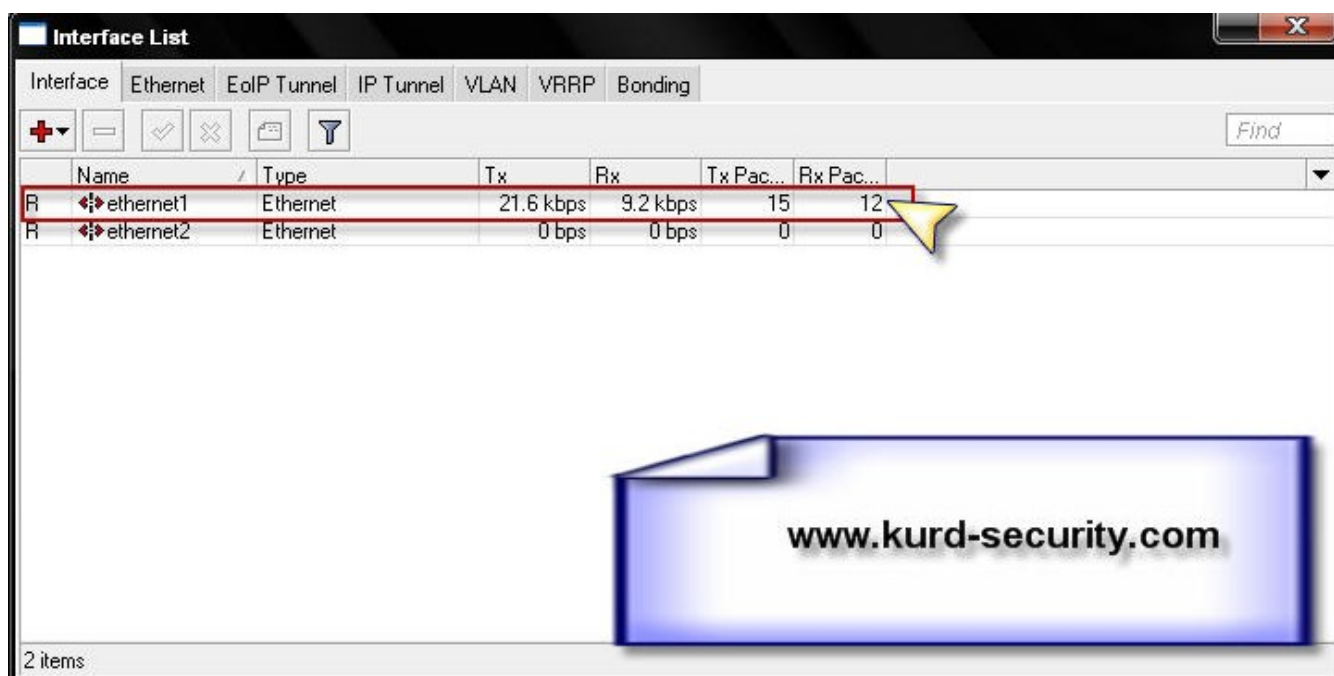 Interface List
Interface Ethernet EoIP Tunnel IP Tunnel VLAN VRRP Bonding
Find
Name Type Tx Rx Tx Pac... Rx Pac...
R ethernet1 Ethernet 21.6 kbps 9.2 kbps 15 12
R ethernet2 Ethernet 0 bps 0 bps 0 0
www.kurd-security.com
2 items